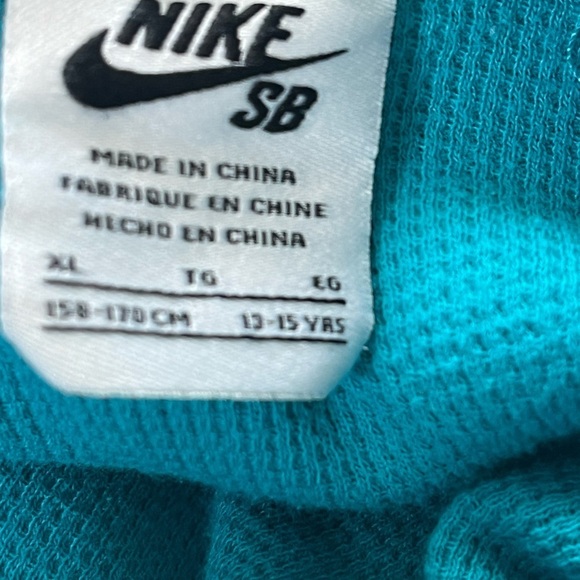 NIKE
SB
MADE IN CHINA
FABRIQUE EN CHINE
HECHO EN CHINA
XL TG EG
158-170 CM 13-15 YRS